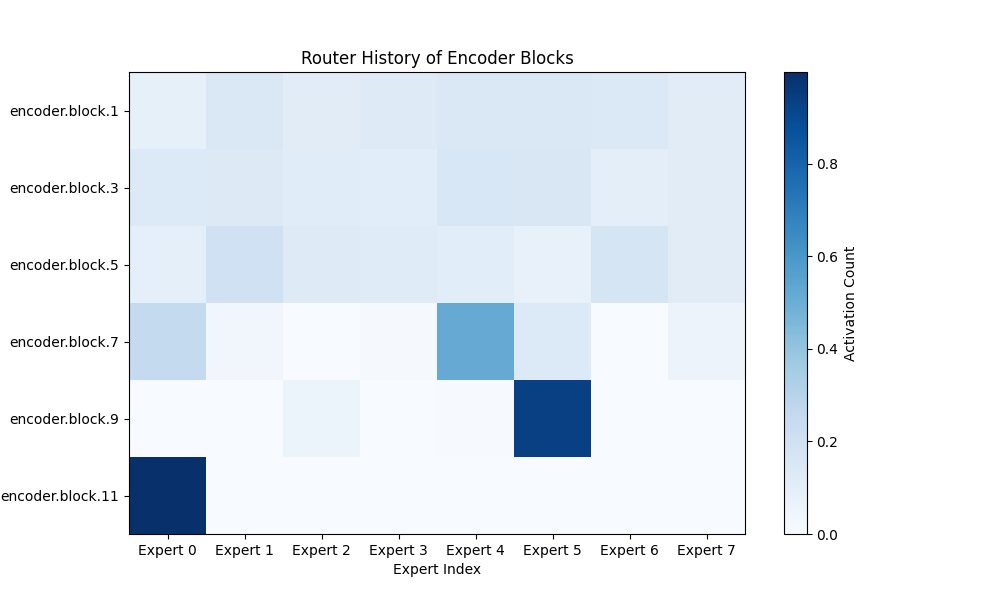 Router History of Encoder Blocks
encoder.block.1
encoder.block.3
encoder.block.5
encoder.block.7
encoder.block.9
encoder.block.11
Expert 0 Expert 1 Expert 2 Expert 3 Expert 4 Expert 5 Expert 6 Expert 7
Expert Index
0.8
0.6
0.4
0.2
0.0
Activation Count